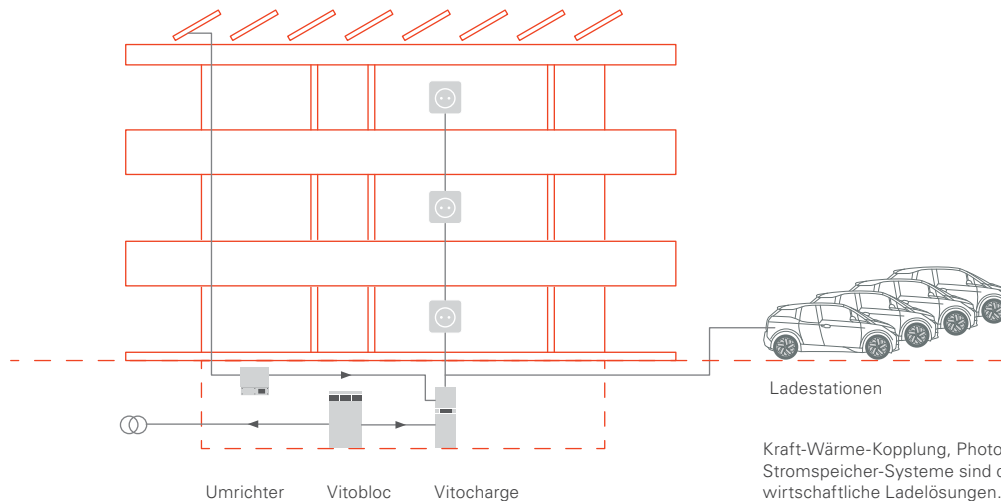 Ladestationen
Kraft-Wärme-Kopplung, Photo
Stromspeicher-Systeme sind
wirtschaftliche Ladelösungen.
Umrichter Vitobloc Vitocharge